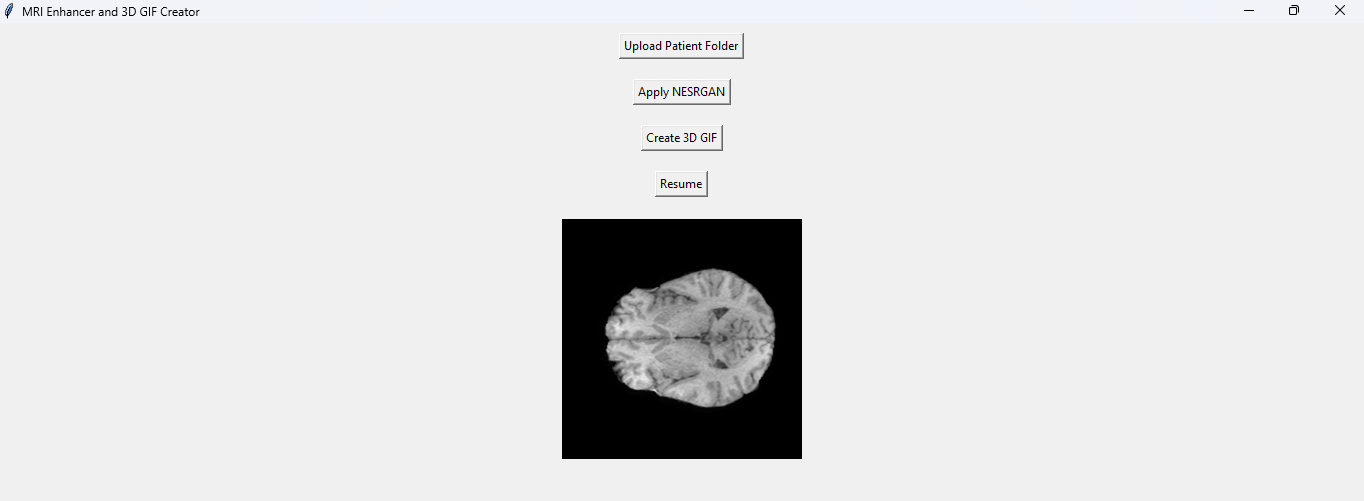 MRI Enhancer and 3D GIF Creator
Upload Patient Folder
Apply NESRGAN
Create 3D GIF
Resume